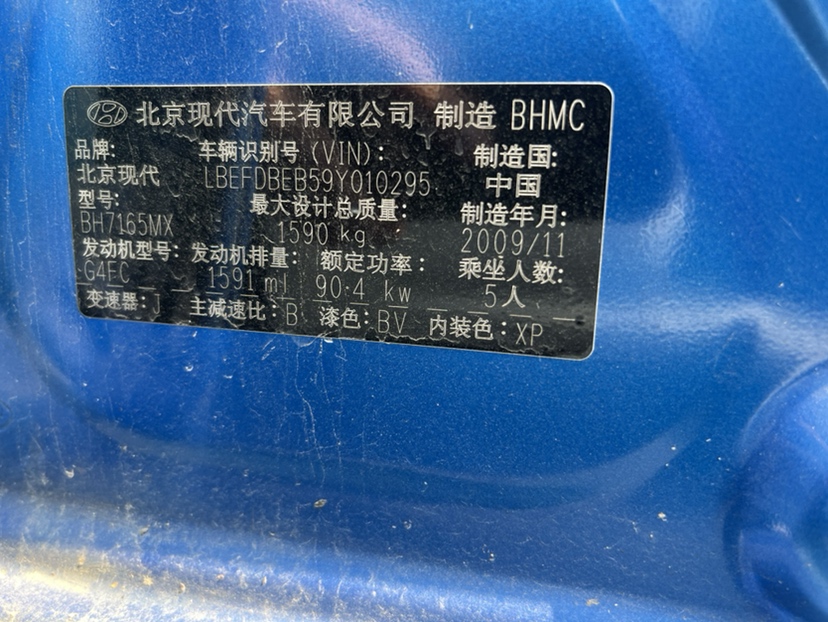 北京现代汽车有限公司 制造 BHMC
品牌: 车辆识别号(VIN): 制造国:
北京现代 LBEFDBEB59Y010295 中国
型号: 最大设计总质量: 制造年月:
BH7165MX 1590 kg 2009/11
发动机型号: 发动机排量: 额定功率: 乘坐人数:
G4FC 1591 ml 90.4 kw 5人
变速器: J 主减速比: B 漆色: BV 内装色: XP